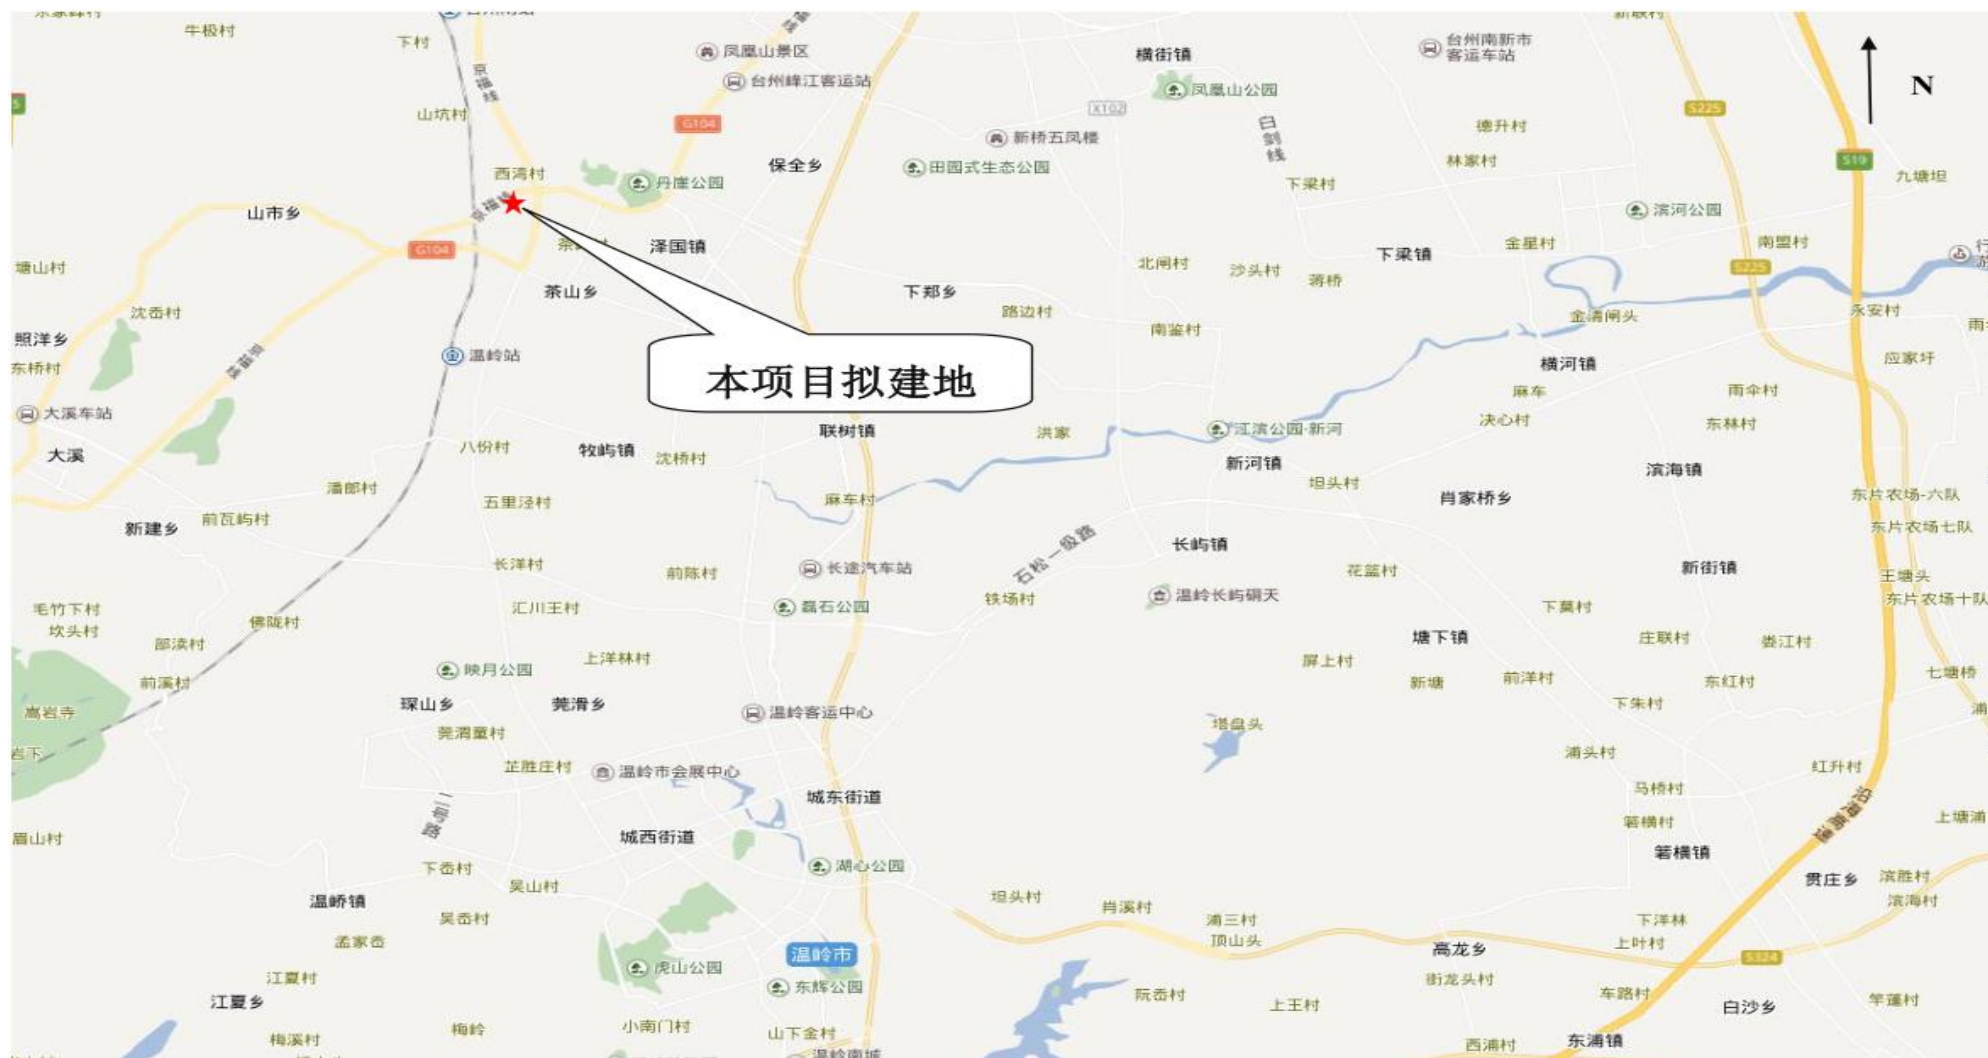 牛极村
下村
凤凰山景区
横街镇
台州南新市
客运车站
台州峰江客运站
凤凰山公园
N
京福线
山坑村
G104
X102
S225
白剑线
德升村
新桥五凤楼
保全乡
田园式生态公园
林家村
S19
西湾村
丹崖公园
下梁村
九塘坦
山市乡
京福线
滨河公园
G104
泽国镇
下梁镇
金星村
南盟村
塘山村
北闸村
沙头村
蒋桥
S225
茶山乡
下郑乡
沈岙村
路边村
南鉴村
金清闸头
永安村
照洋乡
京福线
温岭站
横河镇
应家圩
东桥村
本项目拟建地
麻车
雨伞村
大溪车站
联树镇
洪家
江滨公园·新河
决心村
东林村
大溪
八份村
牧屿镇
沈桥村
新河镇
滨海镇
潘郎村
五里泾村
麻车村
坦头村
肖家桥乡
东片农场-六队
新建乡
前瓦屿村
东片农场七队
石松一级路
长屿镇
长洋村
前陈村
长途汽车站
花篮村
新街镇
王塘头
毛竹下村
汇川王村
磊石公园
铁场村
温岭长屿硐天
下莫村
东片农场十队
坎头村
佛陇村
部渎村
塘下镇
庄联村
娄江村
映月公园
上洋林村
屏上村
前溪村
新塘
前洋村
东红村
七塘桥
嵩岩寺
琛山乡
莞滑乡
温岭客运中心
塔盘头
下朱村
莞渭童村
岩下
芷胜庄村
温岭市会展中心
浦头村
红升村
二号路
城东街道
马桥村
眉山村
城西街道
箬横村
上塘浦
箬横镇
下岙村
湖心公园
吴山村
贯庄乡
滨胜村
温峤镇
坦头村
肖溪村
滨海村
吴岙村
浦三村
下洋林
孟家岙
顶山头
上叶村
温岭市
高龙乡
S324
虎山公园
江夏村
东辉公园
街龙头村
江夏乡
阮岙村
上王村
车路村
白沙乡
竿蓬村
梅溪村
梅岭
小南门村
山下金村
西浦村
东浦镇